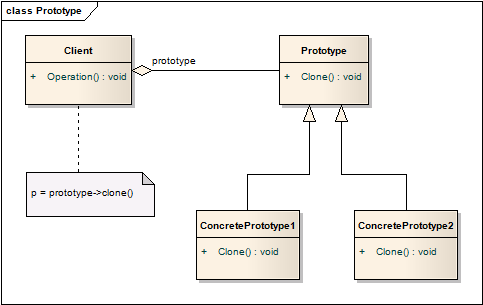 class Prototype
Client
+ Operation() : void
prototype
Prototype
+ Clone() : void
p = prototype->clone()
ConcretePrototype1
+ Clone() : void
ConcretePrototype2
+ Clone() : void